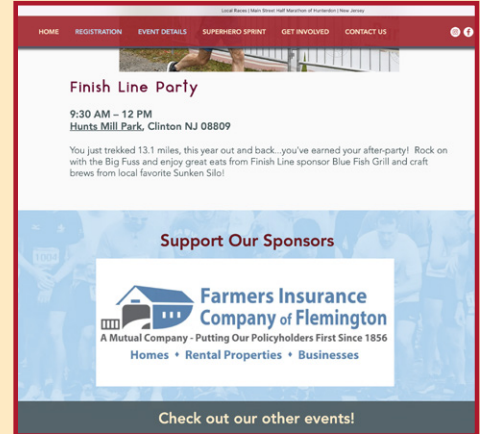 Local Races | Main Street Half Marathon of Hunterdon | New Jersey
HOME REGISTRATION EVENT DETAILS SUPERHERO SPRINT GET INVOLVED CONTACT US
Finish Line Party
9:30 AM – 12 PM
Hunts Mill Park, Clinton NJ 08809
You just trekked 13.1 miles, this year out and back...you've earned your after-party! Rock on
with the Big Fuss and enjoy great eats from Finish Line sponsor Blue Fish Grill and craft
brews from local favorite Sunken Silo!
1004
Support Our Sponsors
Farmers Insurance
Company of Flemington
A Mutual Company - Putting Our Policyholders First Since 1856
Homes • Rental Properties • Businesses
Check out our other events!